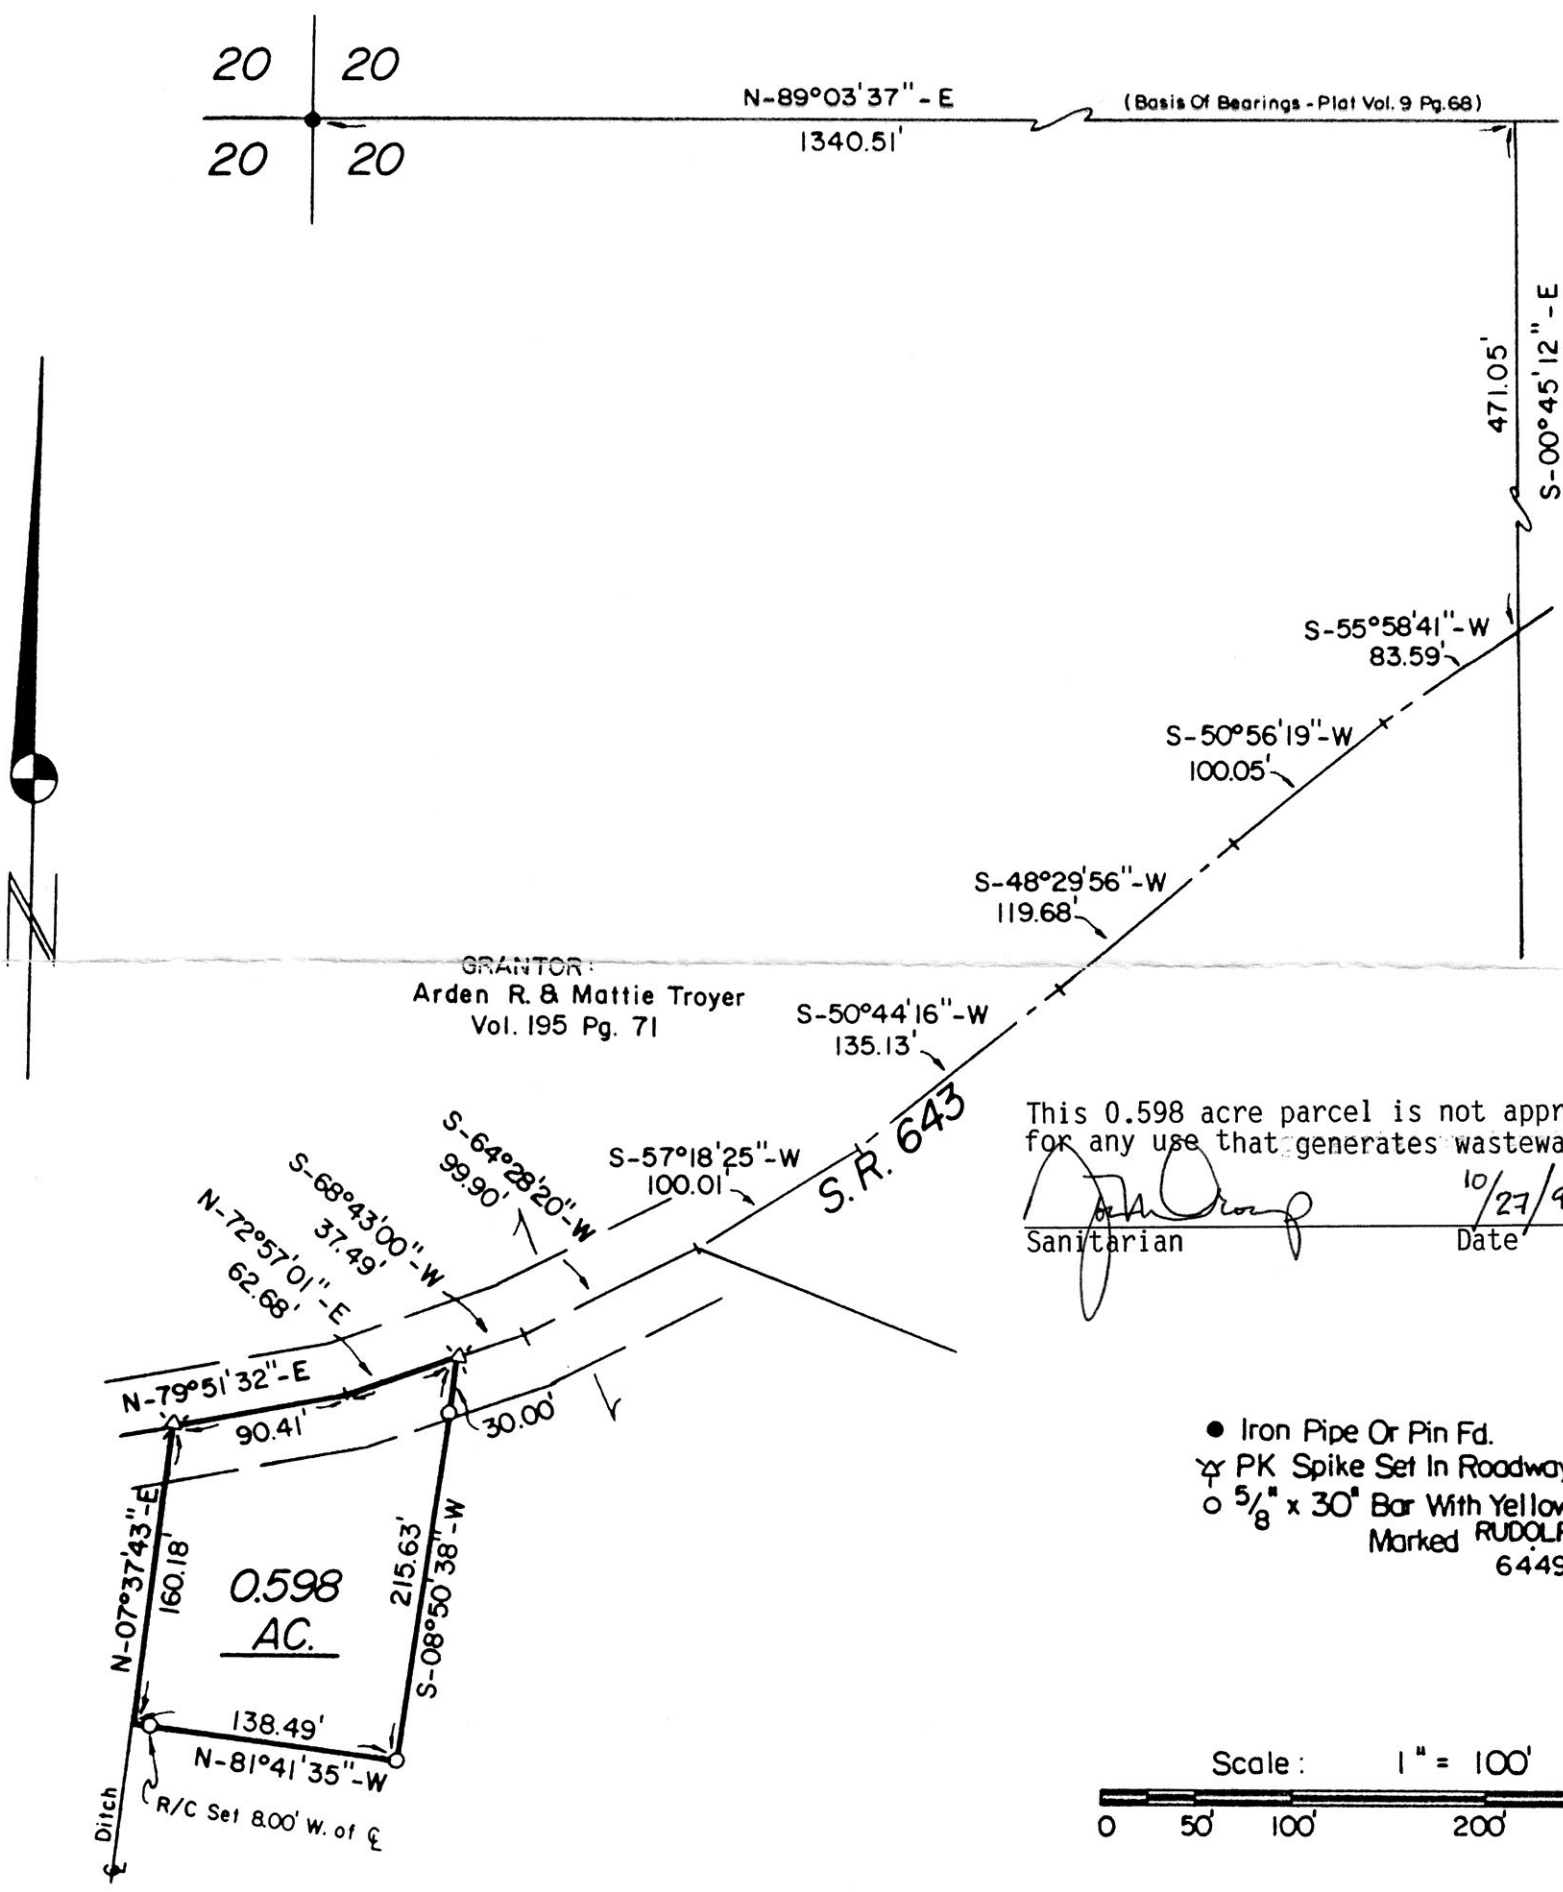 20 20
20 20
N-89°03'37"-E
1340.51'
(Basis Of Bearings - Plat Vol. 9 Pg. 68)
471.05'
S-00°45'12"-E
S-55°58'41"-W
83.59'
S-50°56'19"-W
100.05'
S-48°29'56"-W
119.68'
N
GRANTOR:
Arden R. & Mattie Troyer
Vol. 195 Pg. 71
S-50°44'16"-W
135.13'
S.R. 643
S-57°18'25"-W
100.01'
S-64°28'20"-W
99.90'
S-68°43'00"-W
37.49'
N-72°57'01"-E
62.68'
N-79°51'32"-E
90.41'
30.00'
This 0.598 acre parcel is not appr
for any use that generates wastewa
10/27/9
Sanitarian Date
N-07°37'43"-E
160.18'
0.598
AC.
215.63'
S-08°50'38"-W
138.49'
N-81°41'35"-W
R/C Set 8.00' W. of ℄
℄ Ditch
Iron Pipe Or Pin Fd.
PK Spike Set In Roadway
5/8" x 30" Bar With Yellow
Marked RUDOLP
6449
Scale: 1" = 100'
0 50' 100' 200'